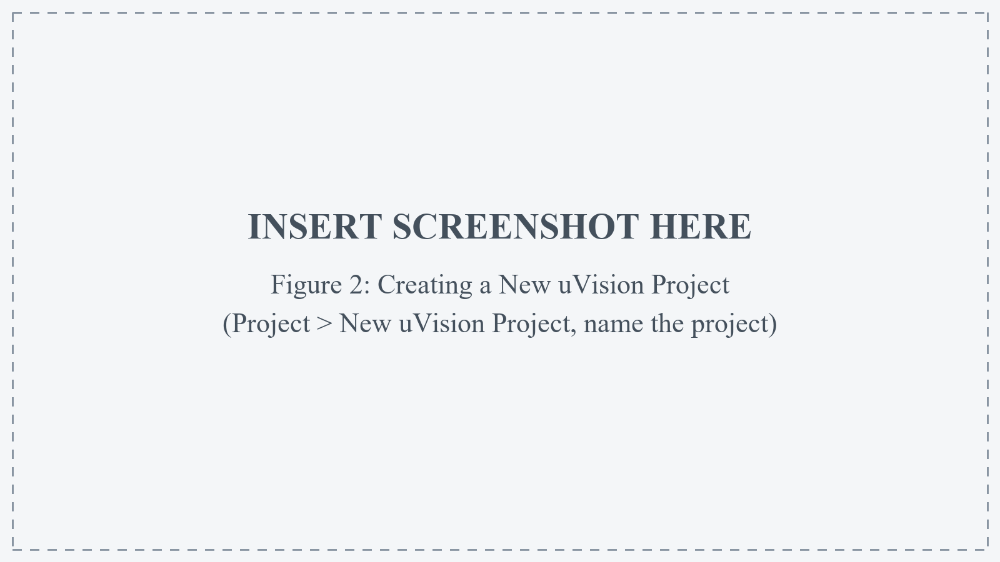 INSERT SCREENSHOT HERE
Figure 2: Creating a New uVision Project
(Project > New uVision Project, name the project)